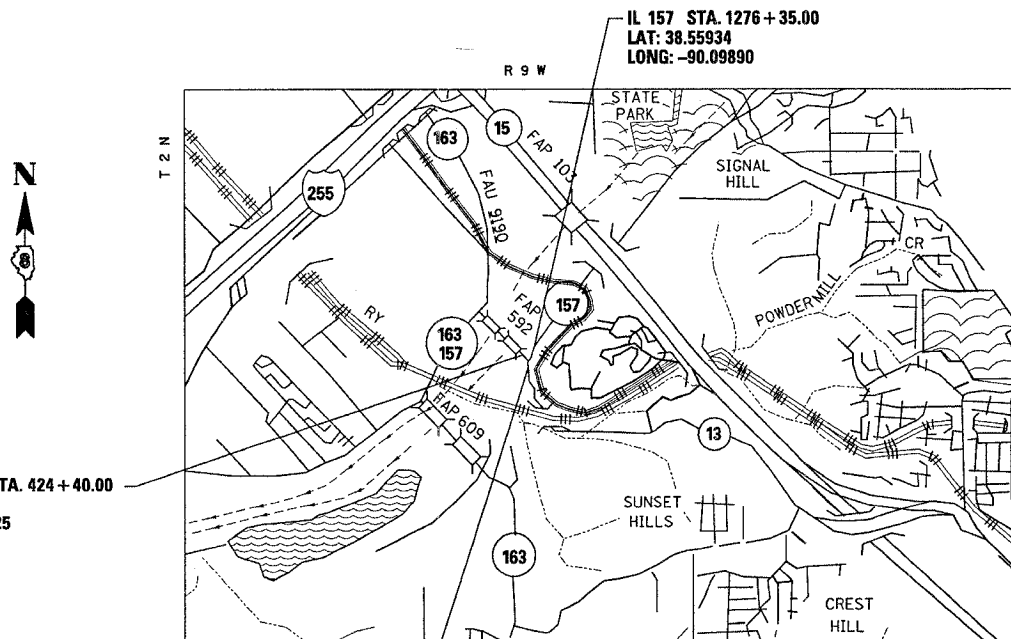 IL 157 STA. 1276+35.00
LAT: 38.55934
LONG: -90.09890
R 9 W
T 2 N
N
8
STATE
PARK
163
15
FAP 103
SIGNAL
HILL
255
FAU 9190
CR
POWDERMILL
RY
FAP
592
157
163
157
FAP 609
13
TA. 424+40.00
25
SUNSET
HILLS
163
CREST
HILL